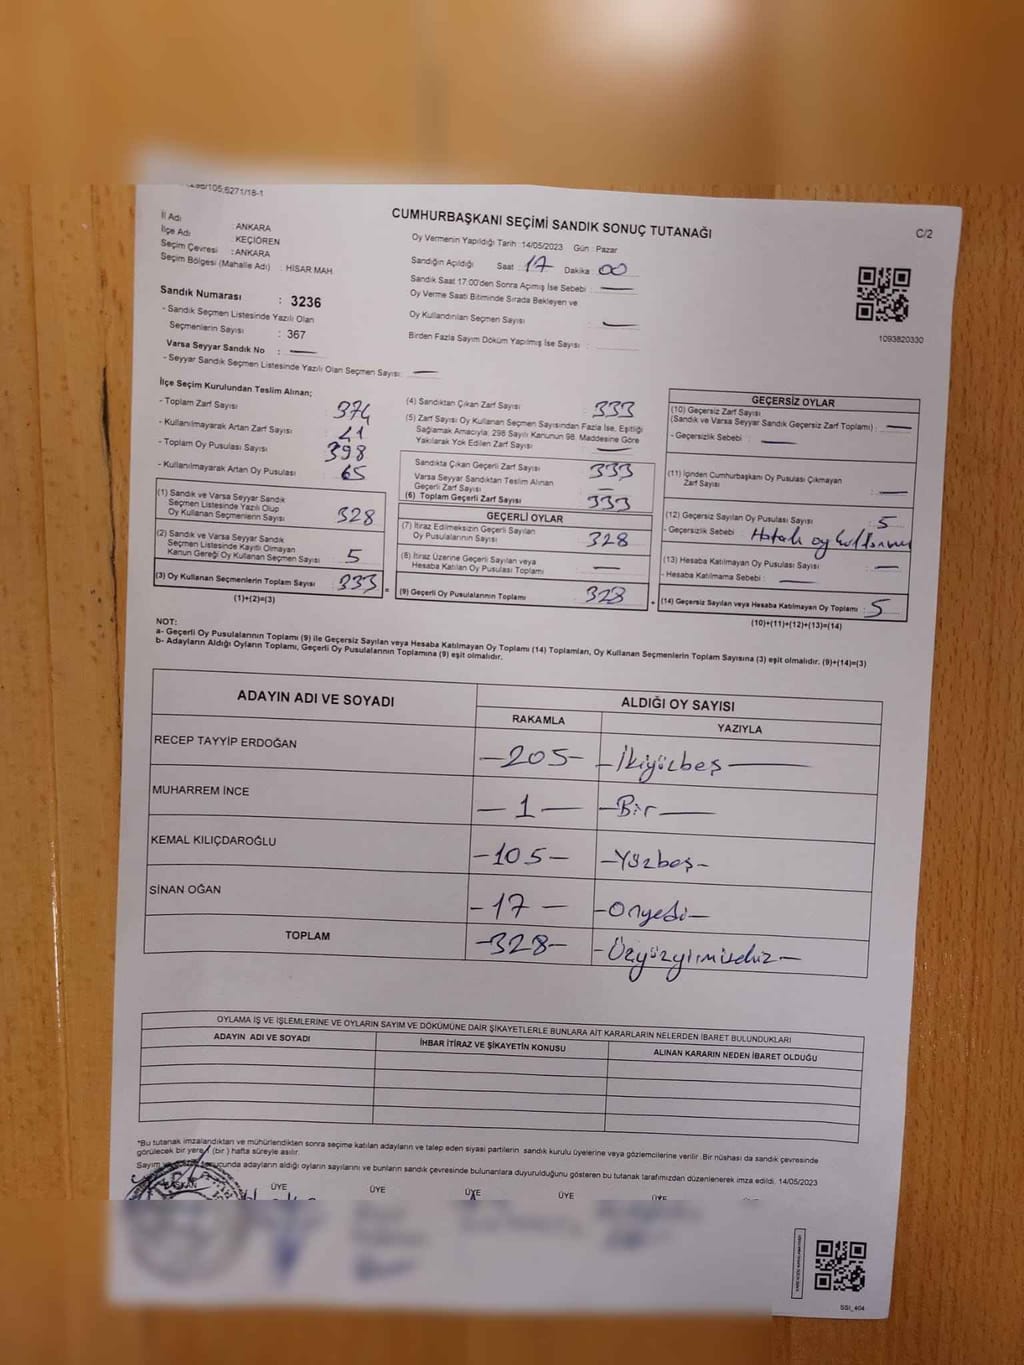 CUMHURBAŞKANI SEÇİMİ SANDIK SONUÇ TUTANAĞI
C/2
İl Adı : ANKARA
İlçe Adı : KEÇİÖREN
Seçim Çevresi : ANKARA
Seçim Bölgesi (Mahalle Adı) : HİSAR MAH.
Sandık Numarası : 3236
- Sandık Seçmen Listesinde Yazılı Olan
Seçmenlerin Sayısı : 367
Varsa Seyyar Sandık No : —
- Seyyar Sandık Seçmen Listesinde Yazılı Olan Seçmen Sayısı: —
Oy Vermenin Yapıldığı Tarih :14/05/2023 Gün : Pazar
Sandığın Açıldığı Saat : 17 Dakika : 00
Sandık Saat 17:00'den Sonra Açımış İse Sebebi : —
Oy Verme Saati Bitiminde Sırada Bekleyen ve
Oy Kullandırılan Seçmen Sayısı : —
Birden Fazla Sayım Döküm Yapılmış İse Sayısı :
1093820330
İlçe Seçim Kurulundan Teslim Alınan;
- Toplam Zarf Sayısı : 374
- Kullanılmayarak Artan Zarf Sayısı : 41
- Toplam Oy Pusulası Sayısı : 398
- Kullanılmayarak Artan Oy Pusulası : 65
(1) Sandık ve Varsa Seyyar Sandık
Seçmen Listesinde Yazılı Olup
Oy Kullanan Seçmenlerin Sayısı : 328
(2) Sandık ve Varsa Seyyar Sandık
Seçmen Listesinde Kayıtlı Olmayan
Kanun Gereği Oy Kullanan Seçmen Sayısı : 5
(3) Oy Kullanan Seçmenlerin Toplam Sayısı : 333
(1)+(2)=(3)
(4) Sandıktan Çıkan Zarf Sayısı : 333
(5) Zarf Sayısı Oy Kullanan Seçmen Sayısından Fazla İse, Eşitliği
Sağlamak Amacıyla, 298 Sayılı Kanunun 98. Maddesine Göre
Yakılarak Yok Edilen Zarf Sayısı : —
Sandıkta Çıkan Geçerli Zarf Sayısı : 333
Varsa Seyyar Sandıktan Teslim Alınan
Geçerli Zarf Sayısı : —
(6) Toplam Geçerli Zarf Sayısı : 333
GEÇERLİ OYLAR
(7) İtiraz Edilmeksizin Geçerli Sayılan
Oy Pusulalarının Sayısı : 328
(8) İtiraz Üzerine Geçerli Sayılan veya
Hesaba Katılan Oy Pusulası Toplamı : —
(9) Geçerli Oy Pusulalarının Toplamı : 328
GEÇERSİZ OYLAR
(10) Geçersiz Zarf Sayısı
(Sandık ve Varsa Seyyar Sandık Geçersiz Zarf Toplamı) : —
- Geçersizlik Sebebi : —
(11) İçinden Cumhurbaşkanı Oy Pusulası Çıkmayan
Zarf Sayısı : —
(12) Geçersiz Sayılan Oy Pusulası Sayısı : 5
- Geçersizlik Sebebi : Hatalı oy kullanımı
(13) Hesaba Katılmayan Oy Pusulası Sayısı : —
- Hesaba Katılmama Sebebi : —
(14) Geçersiz Sayılan veya Hesaba Katılmayan Oy Toplamı : 5
(10)+(11)+(12)+(13)=(14)
NOT:
a- Geçerli Oy Pusulalarının Toplamı (9) ile Geçersiz Sayılan veya Hesaba Katılmayan Oy Toplamı (14) Toplamları, Oy Kullanan Seçmenlerin Toplam Sayısına (3) eşit olmalıdır. (9)+(14)=(3)
b- Adayların Aldığı Oyların Toplamı, Geçerli Oy Pusulalarının Toplamına (9) eşit olmalıdır.
ADAYIN ADI VE SOYADI
ALDIĞI OY SAYISI
RAKAMLA YAZIYLA
RECEP TAYYİP ERDOĞAN -205- -İkiyüzbeş-
MUHARREM İNCE -1- -Bir-
KEMAL KILIÇDAROĞLU -105- -Yüzbeş-
SİNAN OĞAN -17- -Onyedi-
TOPLAM -328- -Üçyüzyirmisekiz-
OYLAMA İŞ VE İŞLEMLERİNE VE OYLARIN SAYIM VE DÖKÜMÜNE DAİR ŞİKAYETLERLE BUNLARA AİT KARARLARIN NELERDEN İBARET BULUNDUKLARI
ADAYIN ADI VE SOYADI İHBAR İTİRAZ VE ŞİKAYETİN KONUSU ALINAN KARARIN NEDEN İBARET OLDUĞU
*Bu tutanak imzalandıktan ve mühürlendikten sonra seçime katılan adayların ve talep eden siyasi partilerin sandık kurulu üyelerine veya gözlemcilerine verilir. Bir nüshası da sandık çevresinde
görülecek bir yere 1 (bir) hafta süreyle asılır.
Sayım sonucunda adayların aldığı oyların sayılarını ve bunların sandık çevresinde bulunanlara duyurulduğunu gösteren bu tutanak tarafımızdan düzenlenerek imza edildi. 14/05/2023
BAŞKAN ÜYE ÜYE ÜYE ÜYE ÜYE
SSI_404